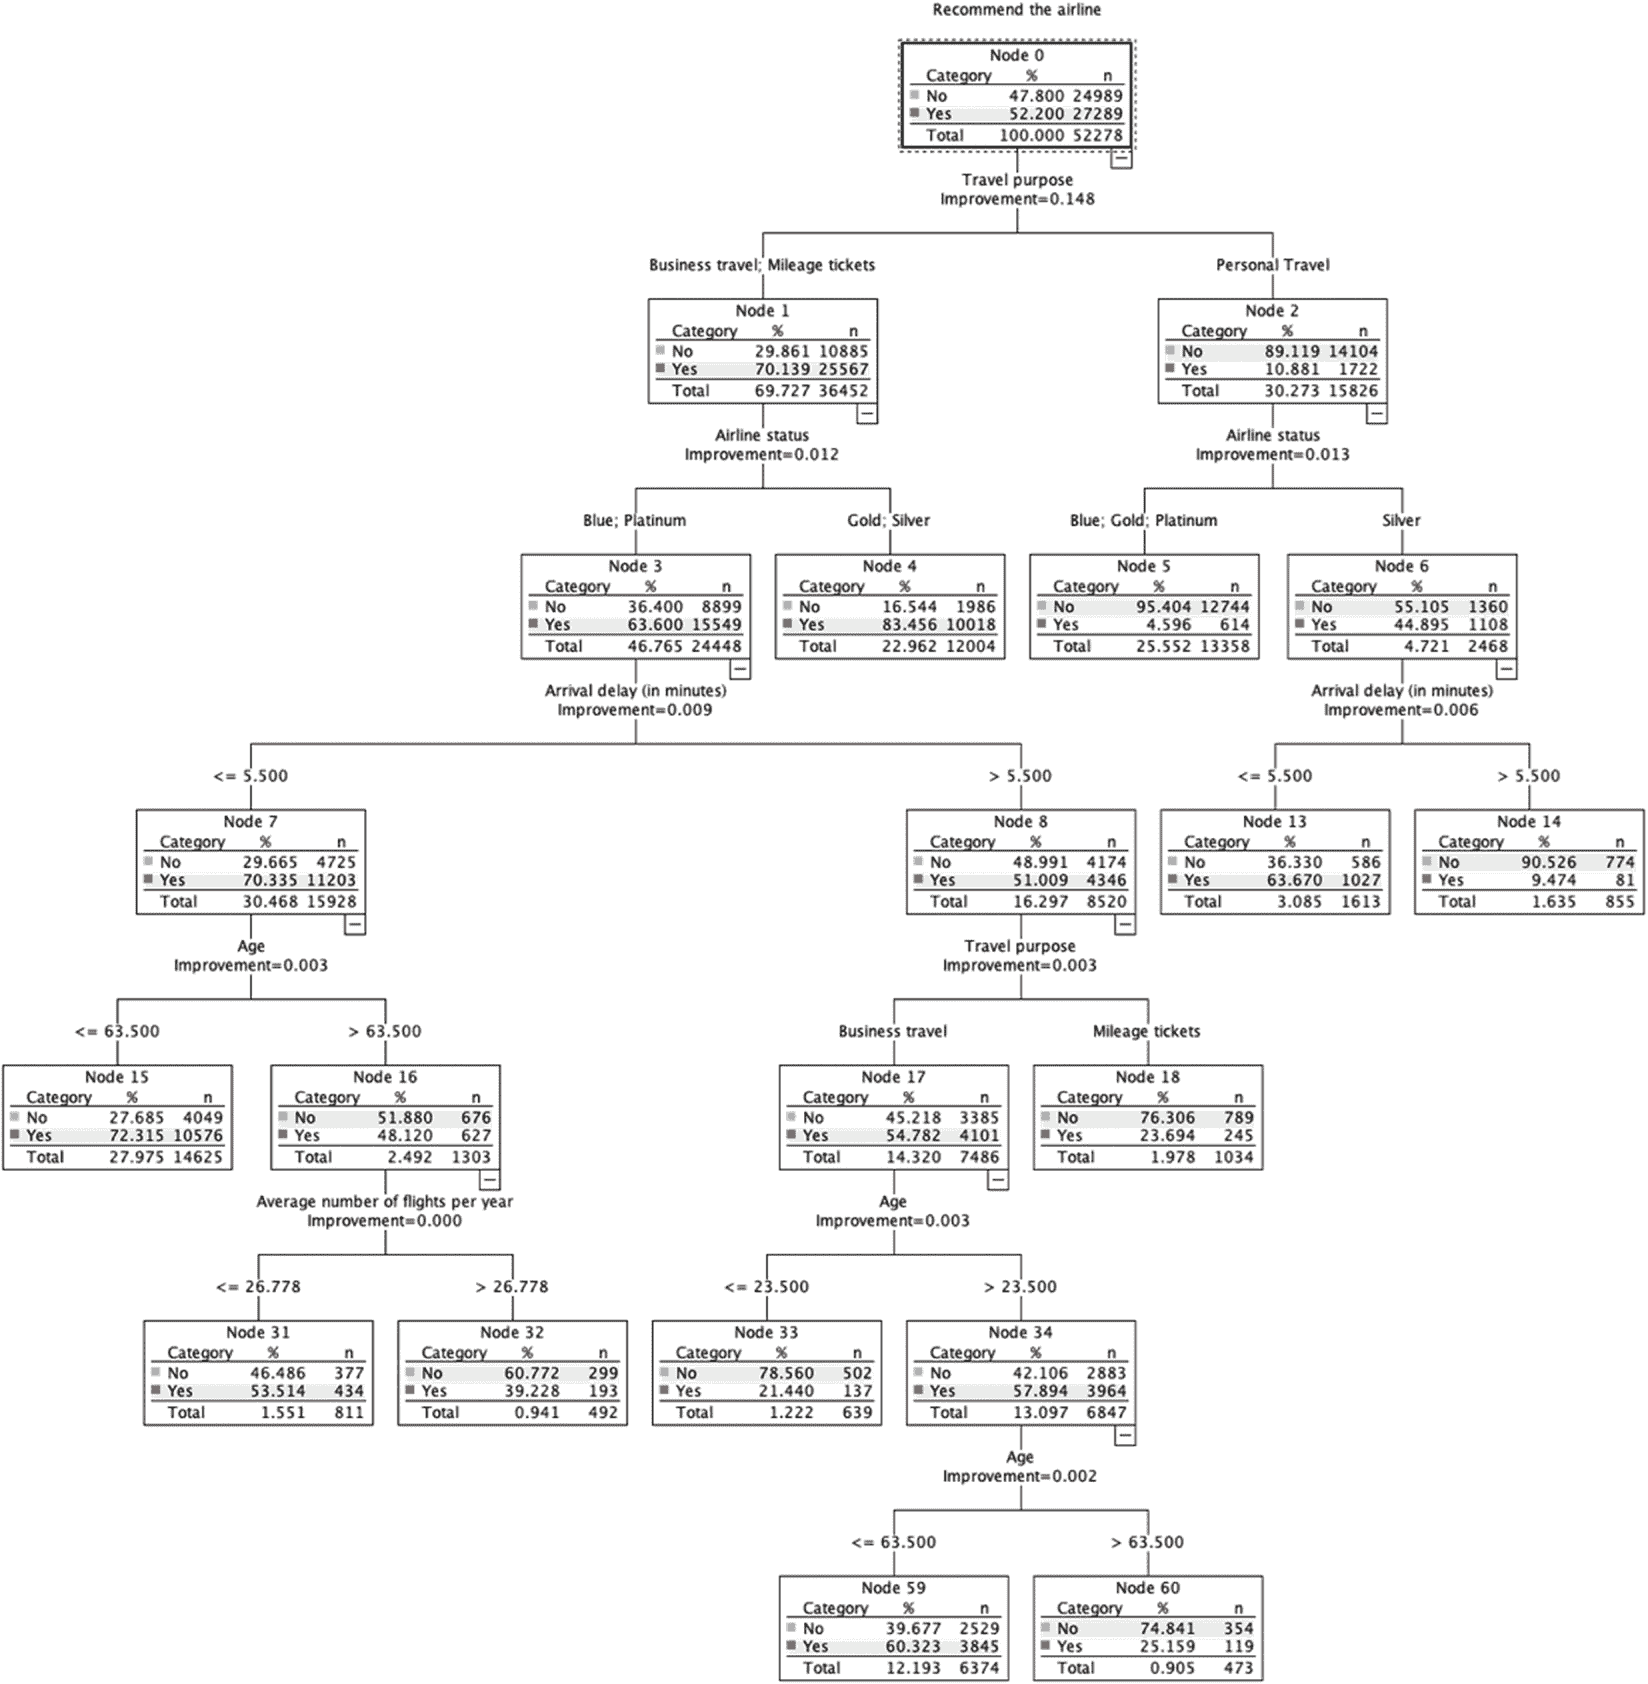 Recommend the airline
Node 0
Category % n
No 47.800 24989
Yes 52.200 27289
Total 100.000 52278
Travel purpose
Improvement=0.148
Business travel; Mileage tickets
Personal Travel
Node 1
Category % n
No 29.861 10885
Yes 70.139 25567
Total 69.727 36452
Node 2
Category % n
No 89.119 14104
Yes 10.881 1722
Total 30.273 15826
Airline status
Improvement=0.012
Airline status
Improvement=0.013
Blue; Platinum
Gold; Silver
Blue; Gold; Platinum
Silver
Node 3
Category % n
No 36.400 8899
Yes 63.600 15549
Total 46.765 24448
Node 4
Category % n
No 16.544 1986
Yes 83.456 10018
Total 22.962 12004
Node 5
Category % n
No 95.404 12744
Yes 4.596 614
Total 25.552 13358
Node 6
Category % n
No 55.105 1360
Yes 44.895 1108
Total 4.721 2468
Arrival delay (in minutes)
Improvement=0.009
Arrival delay (in minutes)
Improvement=0.006
<= 5.500
> 5.500
<= 5.500
> 5.500
Node 7
Category % n
No 29.665 4725
Yes 70.335 11203
Total 30.468 15928
Node 8
Category % n
No 48.991 4174
Yes 51.009 4346
Total 16.297 8520
Node 13
Category % n
No 36.330 586
Yes 63.670 1027
Total 3.085 1613
Node 14
Category % n
No 90.526 774
Yes 9.474 81
Total 1.635 855
Age
Improvement=0.003
Travel purpose
Improvement=0.003
<= 63.500
> 63.500
Business travel
Mileage tickets
Node 15
Category % n
No 27.685 4049
Yes 72.315 10576
Total 27.975 14625
Node 16
Category % n
No 51.880 676
Yes 48.120 627
Total 2.492 1303
Node 17
Category % n
No 45.218 3385
Yes 54.782 4101
Total 14.320 7486
Node 18
Category % n
No 76.306 789
Yes 23.694 245
Total 1.978 1034
Average number of flights per year
Improvement=0.000
Age
Improvement=0.003
<= 26.778
> 26.778
<= 23.500
> 23.500
Node 31
Category % n
No 46.486 377
Yes 53.514 434
Total 1.551 811
Node 32
Category % n
No 60.772 299
Yes 39.228 193
Total 0.941 492
Node 33
Category % n
No 78.560 502
Yes 21.440 137
Total 1.222 639
Node 34
Category % n
No 42.106 2883
Yes 57.894 3964
Total 13.097 6847
Age
Improvement=0.002
<= 63.500
> 63.500
Node 59
Category % n
No 39.677 2529
Yes 60.323 3845
Total 12.193 6374
Node 60
Category % n
No 74.841 354
Yes 25.159 119
Total 0.905 473